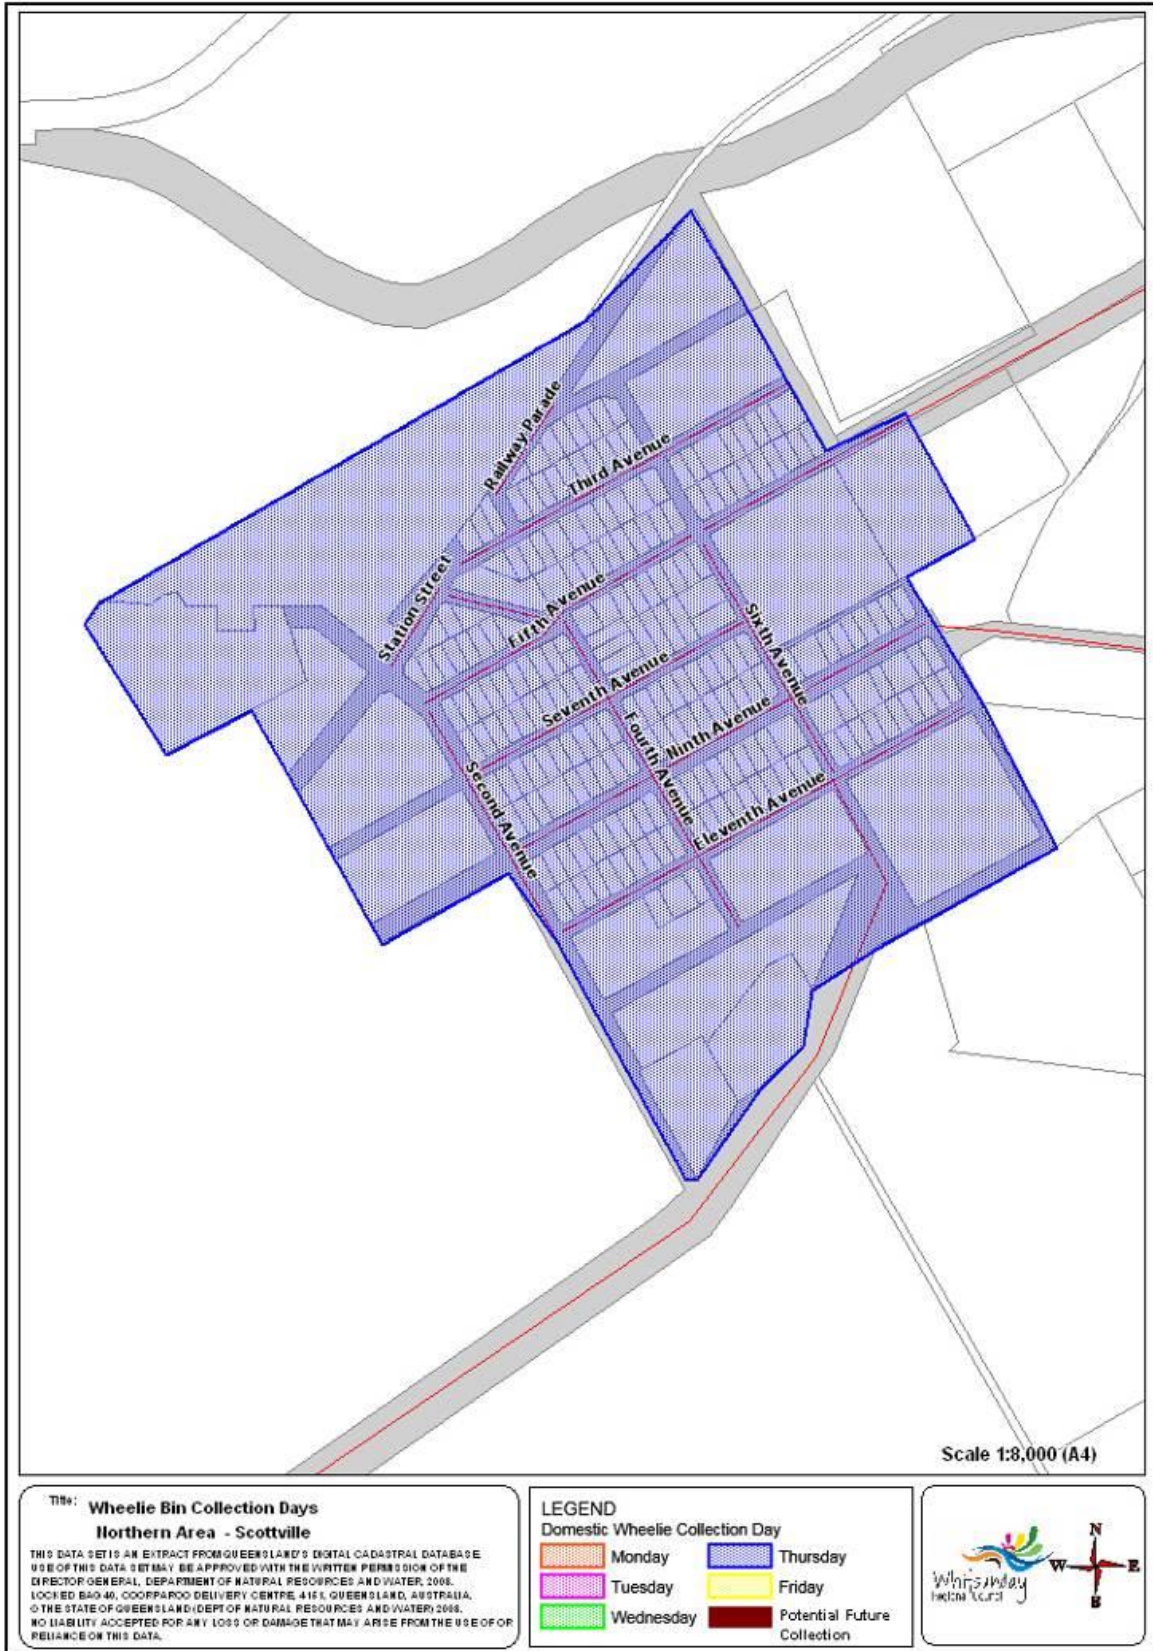 Railway Parade
Third Avenue
Station Street
Fifth Avenue
Sixth Avenue
Seventh Avenue
Fourth Avenue
Ninth Avenue
Second Avenue
Eleventh Avenue
Scale 1:8,000 (A4)
Title: Wheelie Bin Collection Days
Northern Area - Scottville
THIS DATA SET IS AN EXTRACT FROM QUEENSLAND'S DIGITAL CADASTRAL DATABASE
USE OF THIS DATA SET MAY BE APPROVED WITH THE WRITTEN PERMISSION OF THE
DIRECTOR GENERAL, DEPARTMENT OF NATURAL RESOURCES AND WATER, 2008.
LOCKED BAG 40, COORPAROO DELIVERY CENTRE, 4151, QUEENSLAND, AUSTRALIA.
© THE STATE OF QUEENSLAND (DEPT OF NATURAL RESOURCES AND WATER) 2008.
NO LIABILITY ACCEPTED FOR ANY LOSS OR DAMAGE THAT MAY ARISE FROM THE USE OF OR
RELIANCE ON THIS DATA.
LEGEND
Domestic Wheelie Collection Day
Monday
Tuesday
Wednesday
Thursday
Friday
Potential Future
Collection
Whitsunday
Regional Council
N
W
E
S